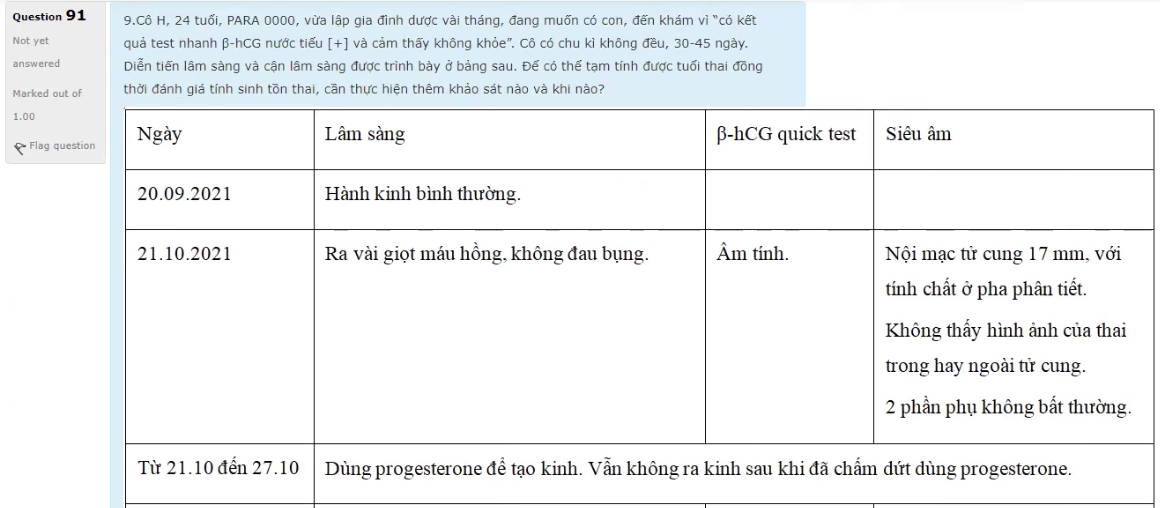 Question 91
Not yet
answered
Marked out of
1.00
Flag question
9.Cô H, 24 tuổi, PARA 0000, vừa lập gia đình dược vài tháng, đang muốn có con, đến khám vì "có kết
quả test nhanh β-hCG nước tiểu [+] và cảm thấy không khỏe". Cô có chu kì không đều, 30-45 ngày.
Diễn tiến lâm sàng và cận lâm sàng được trình bày ở bảng sau. Để có thể tạm tính được tuổi thai đồng
thời đánh giá tính sinh tồn thai, cần thực hiện thêm khảo sát nào và khi nào?
Ngày
Lâm sàng
β-hCG quick test
Siêu âm
20.09.2021
Hành kinh bình thường.
21.10.2021
Ra vài giọt máu hồng, không đau bụng.
Âm tính.
Nội mạc tử cung 17 mm, với
tính chất ở pha phân tiết.
Không thấy hình ảnh của thai
trong hay ngoài tử cung.
2 phần phụ không bất thường.
Từ 21.10 đến 27.10
Dùng progesterone để tạo kinh. Vẫn không ra kinh sau khi đã chấm dứt dùng progesterone.